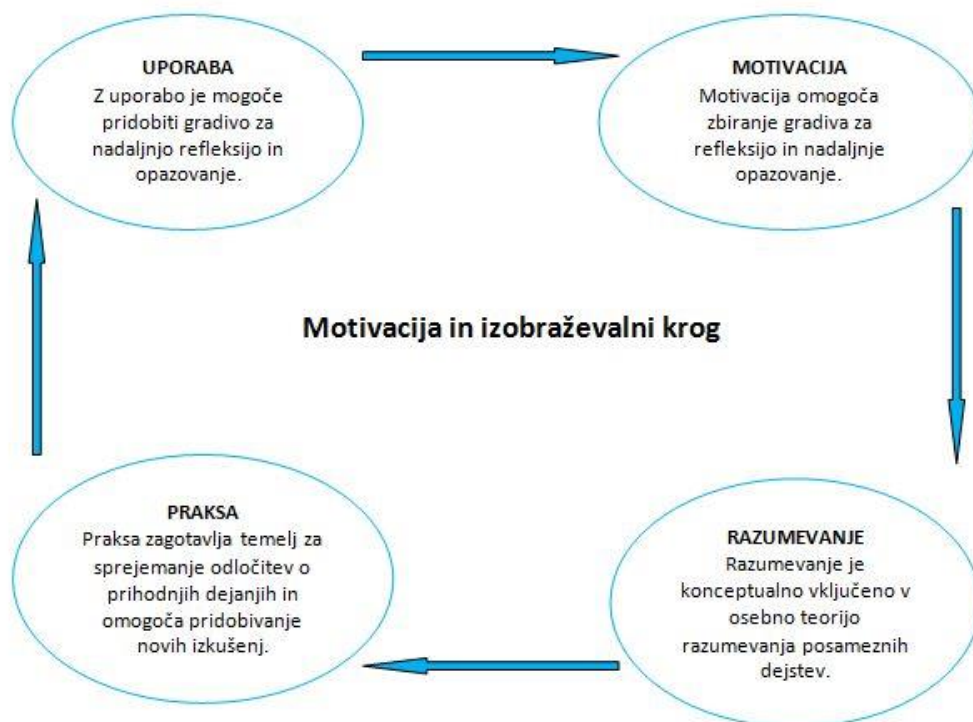 UPORABA
Z uporabo je mogoče
pridobiti gradivo za
nadaljnjo refleksijo in
opazovanje.
MOTIVACIJA
Motivacija omogoča
zbiranje gradiva za
refleksijo in nadaljnje
opazovanje.
Motivacija in izobraževalni krog
PRAKSA
Praksa zagotavlja temelj za
sprejemanje odločitev o
prihodnjih dejanjih in
omogoča pridobivanje
novih izkušenj.
RAZUMEVANJE
Razumevanje je
konceptualno vključeno v
osebno teorijo
razumevanja posameznih
dejstev.